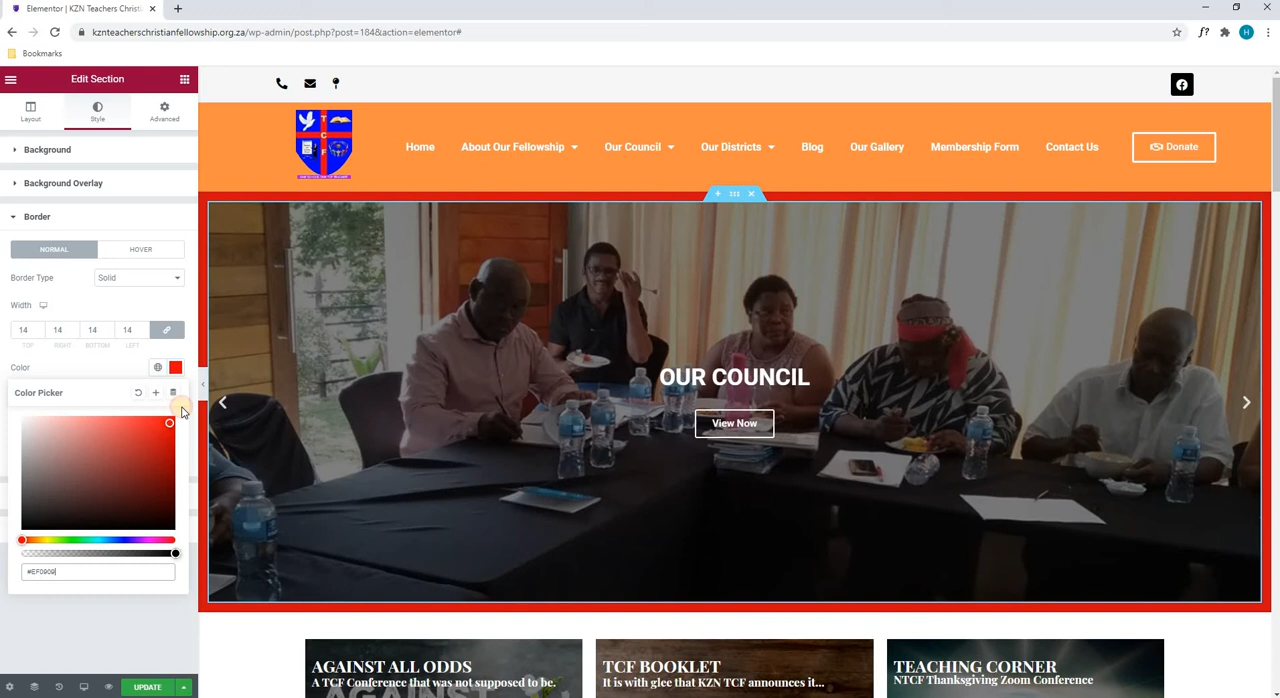 Elementor | KZN Teachers Christi
kznteacherschristianfellowship.org.za/wp-admin/post.php?post=184&action=elementor#
f?
H
Bookmarks
Edit Section
Layout
Style
Advanced
Background
Background Overlay
Border
NORMAL
HOVER
Border Type
Solid
Width
14
14
14
14
TOP
RIGHT
BOTTOM
LEFT
Color
Color Picker
#EF0909
UPDATE
T
C
F
Home
About Our Fellowship
Our Council
Our Districts
Blog
Our Gallery
Membership Form
Contact Us
Donate
OUR COUNCIL
View Now
AGAINST ALL ODDS
A TCF Conference that was not supposed to be.
AGAIN
TCF BOOKLET
It is with glee that KZN TCF announces it...
TEACHING CORNER
NTCF Thanksgiving Zoom Conference